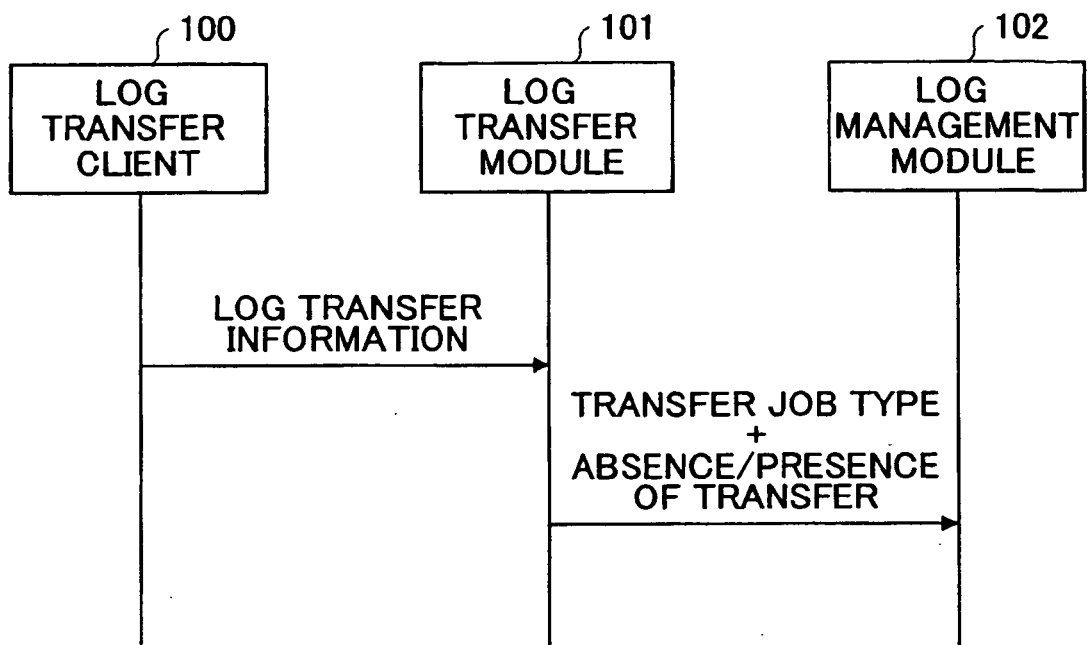 100
101
102
LOG
TRANSFER
CLIENT
LOG
TRANSFER
MODULE
LOG
MANAGEMENT
MODULE
LOG TRANSFER
INFORMATION
TRANSFER JOB TYPE
+
ABSENCE/PRESENCE
OF TRANSFER